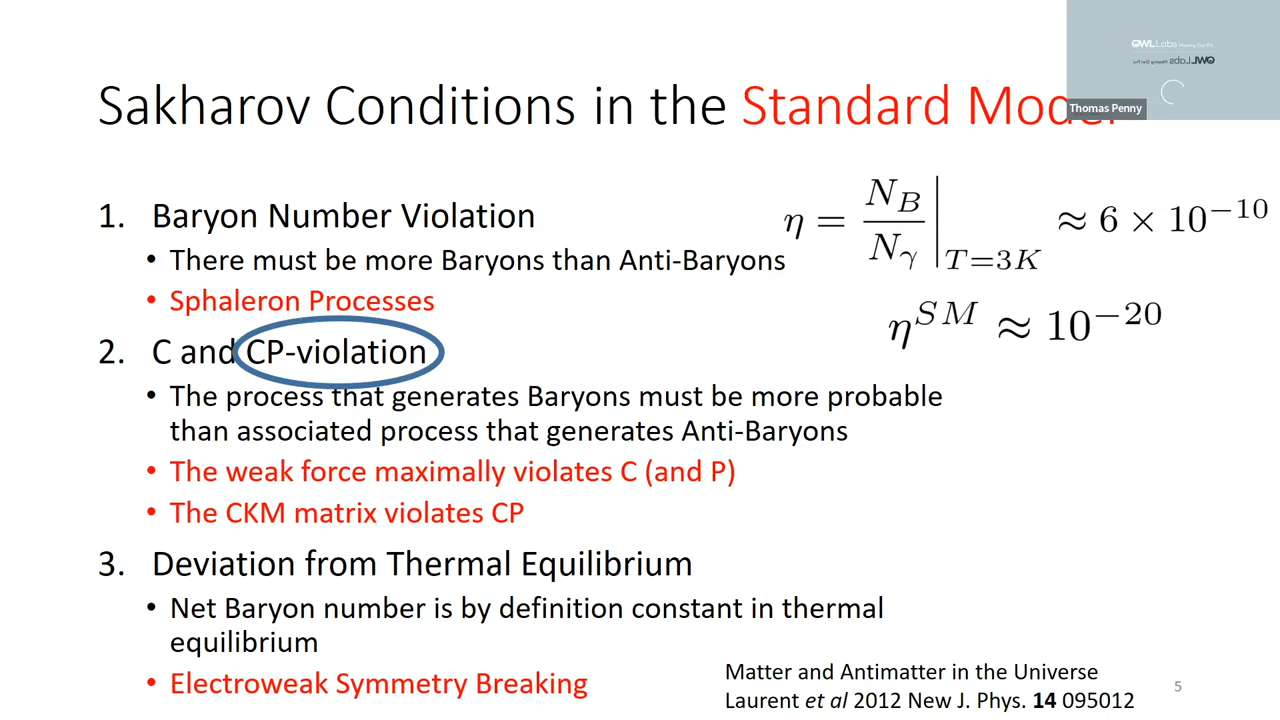 OWLLabs
Thomas Penny
Sakharov Conditions in the Standard Model
1. Baryon Number Violation
• There must be more Baryons than Anti-Baryons
• Sphaleron Processes
η = N_B / N_γ |_{T=3K} ≈ 6 × 10^{−10}
η^{SM} ≈ 10^{−20}
2. C and CP-violation
• The process that generates Baryons must be more probable
than associated process that generates Anti-Baryons
• The weak force maximally violates C (and P)
• The CKM matrix violates CP
3. Deviation from Thermal Equilibrium
• Net Baryon number is by definition constant in thermal
equilibrium
• Electroweak Symmetry Breaking
Matter and Antimatter in the Universe
Laurent et al 2012 New J. Phys. 14 095012
5